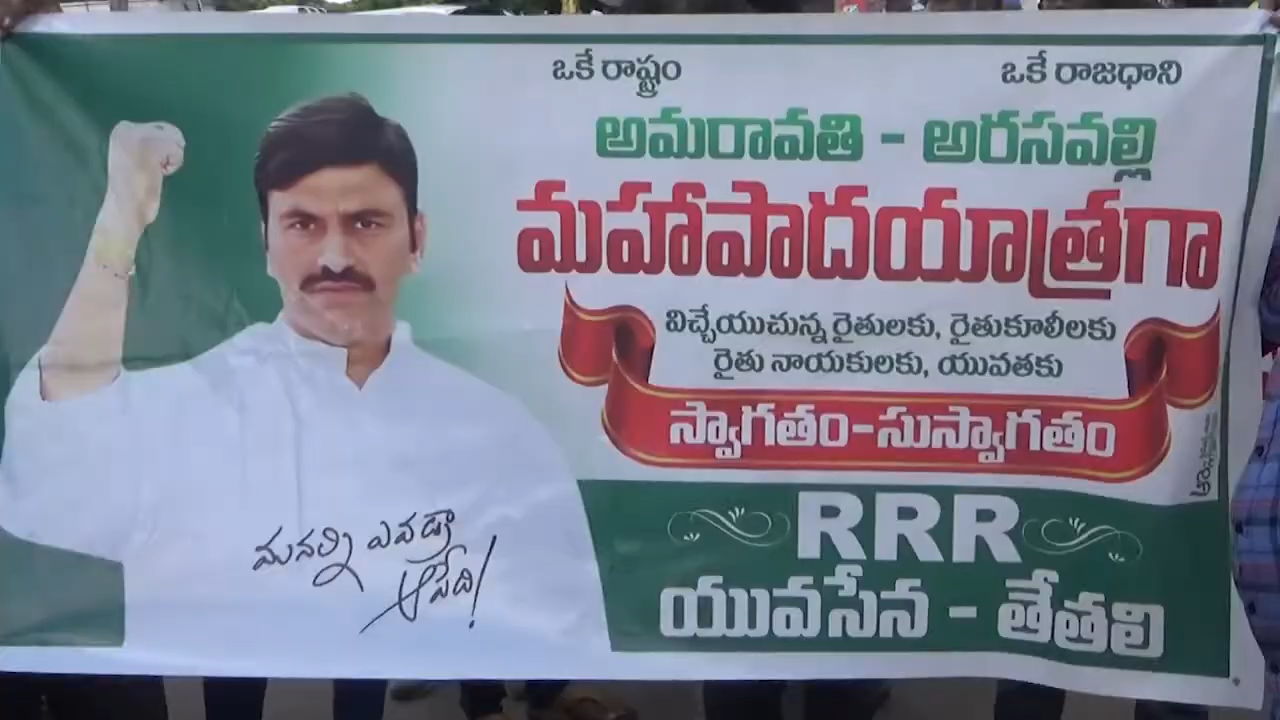 ఒకే రాష్ట్రం ఒకే రాజధాని
అమరావతి - అరసవల్లి
మహాపాదయాత్రగా
విచ్చేయుచున్న రైతులకు, రైతుకూలీలకు
రైతు నాయకులకు, యువతకు
స్వాగతం-సుస్వాగతం
మనల్ని ఎవడ్రా
ఆపేది!
RRR
యువసేన - తేతలి